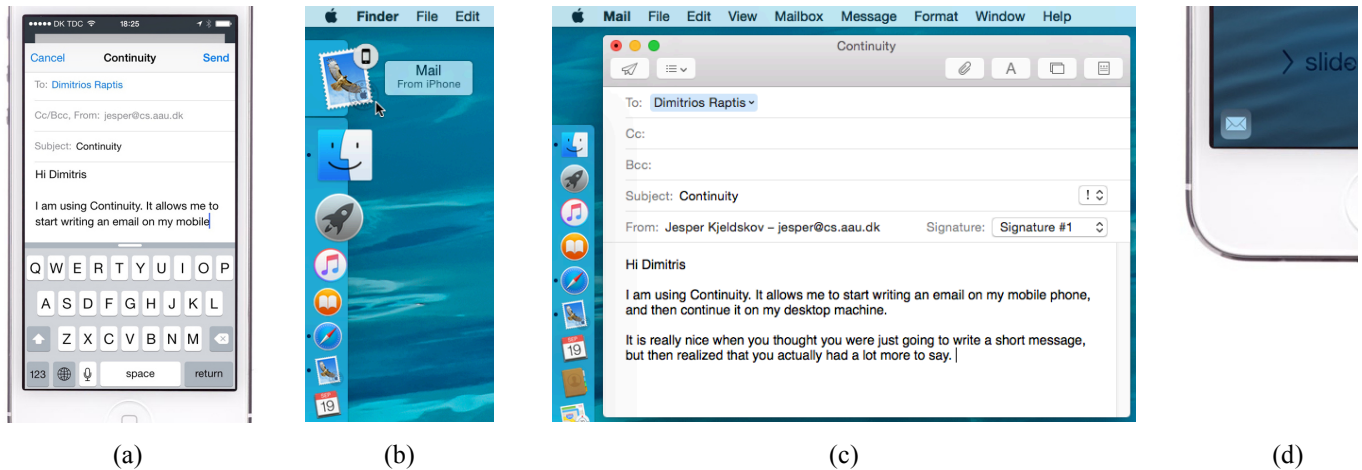 DK TDC 18:25
Cancel Continuity Send
To: Dimitrios Raptis
Cc/Bcc, From: jesper@cs.aau.dk
Subject: Continuity
Hi Dimitris
I am using Continuity. It allows me to
start writing an email on my mobile
Q W E R T Y U I O P
A S D F G H J K L
Z X C V B N M
123 space return
(a)
Finder File Edit
Mail
From iPhone
SEP
19
(b)
Mail File Edit View Mailbox Message Format Window Help
Continuity
A
To: Dimitrios Raptis
Cc:
Bcc:
Subject: Continuity !
From: Jesper Kjeldskov – jesper@cs.aau.dk Signature: Signature #1
Hi Dimitris
I am using Continuity. It allows me to start writing an email on my mobile phone,
and then continue it on my desktop machine.
It is really nice when you thought you were just going to write a short message,
but then realized that you actually had a lot more to say.
SEP
19
(c)
slide
(d)